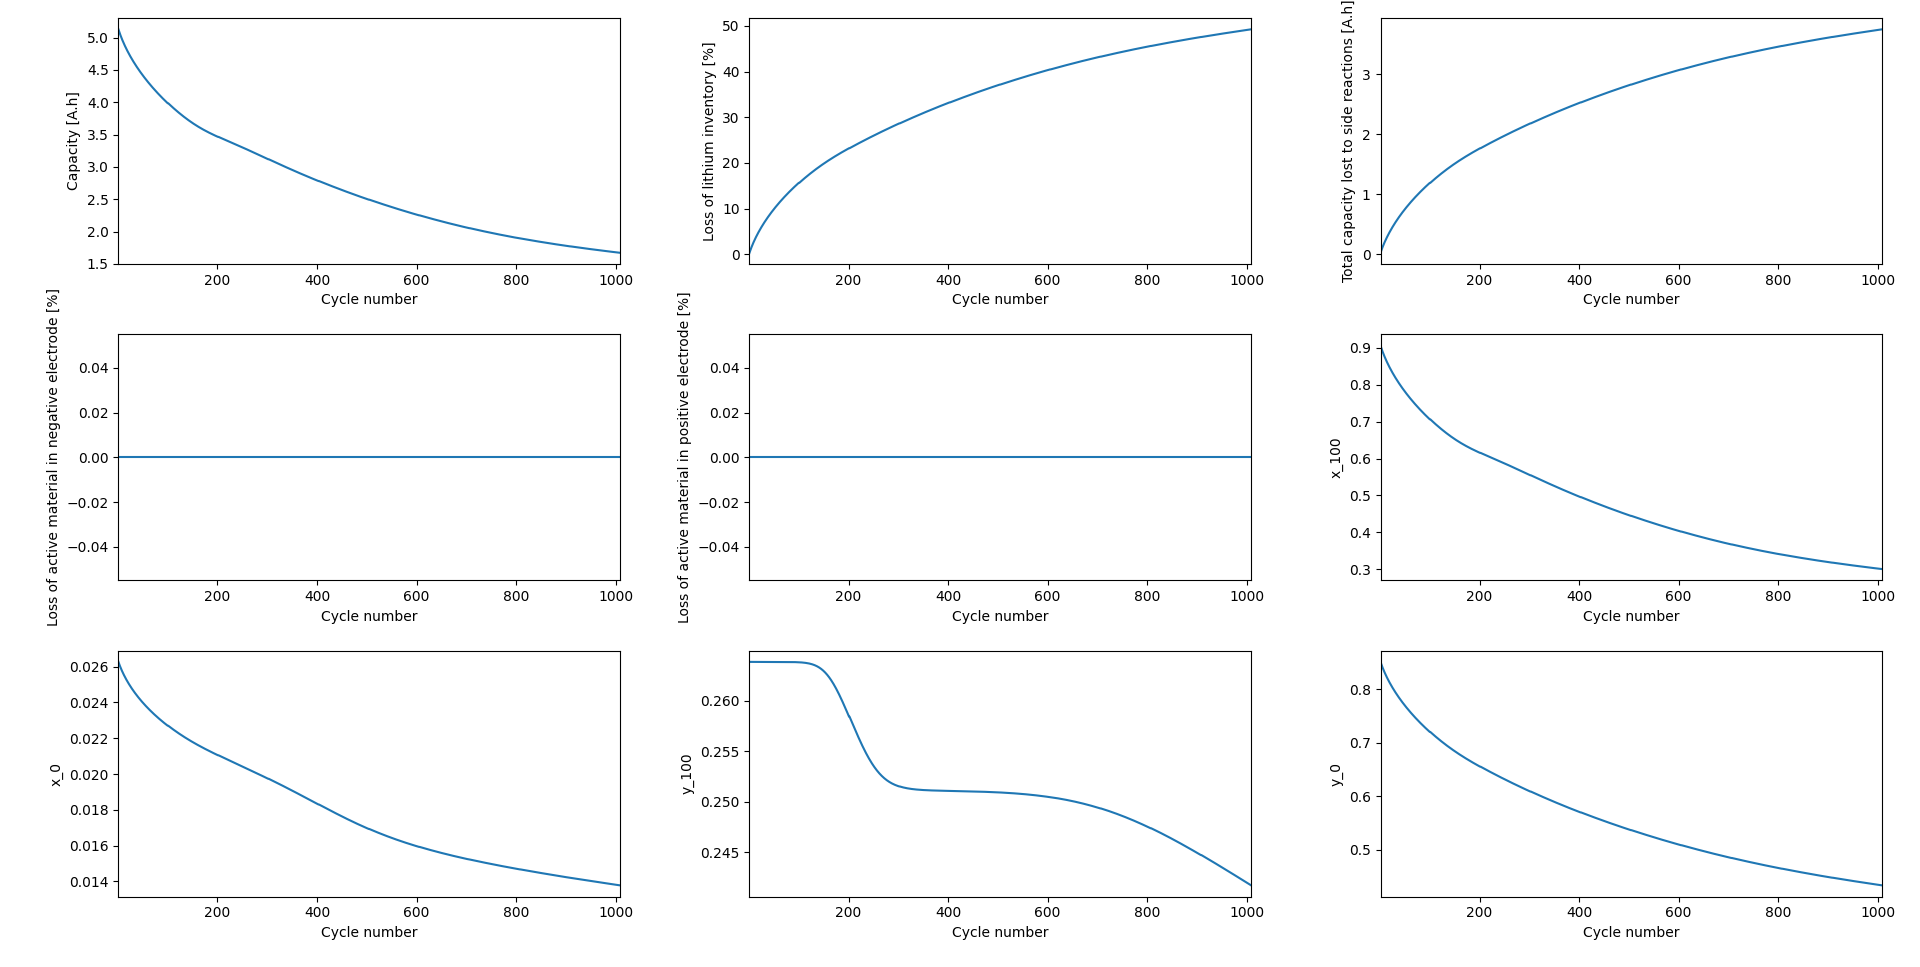 Capacity [A.h]
5.0
4.5
4.0
3.5
3.0
2.5
2.0
1.5
200 400 600 800 1000
Cycle number
Loss of lithium inventory [%]
50
40
30
20
10
0
200 400 600 800 1000
Cycle number
Total capacity lost to side reactions [A.h]
3
2
1
0
200 400 600 800 1000
Cycle number
Loss of active material in negative electrode [%]
0.04
0.02
0.00
−0.02
−0.04
200 400 600 800 1000
Cycle number
Loss of active material in positive electrode [%]
0.04
0.02
0.00
−0.02
−0.04
200 400 600 800 1000
Cycle number
x_100
0.9
0.8
0.7
0.6
0.5
0.4
0.3
200 400 600 800 1000
Cycle number
x_0
0.026
0.024
0.022
0.020
0.018
0.016
0.014
200 400 600 800 1000
Cycle number
y_100
0.260
0.255
0.250
0.245
200 400 600 800 1000
Cycle number
y_0
0.8
0.7
0.6
0.5
200 400 600 800 1000
Cycle number